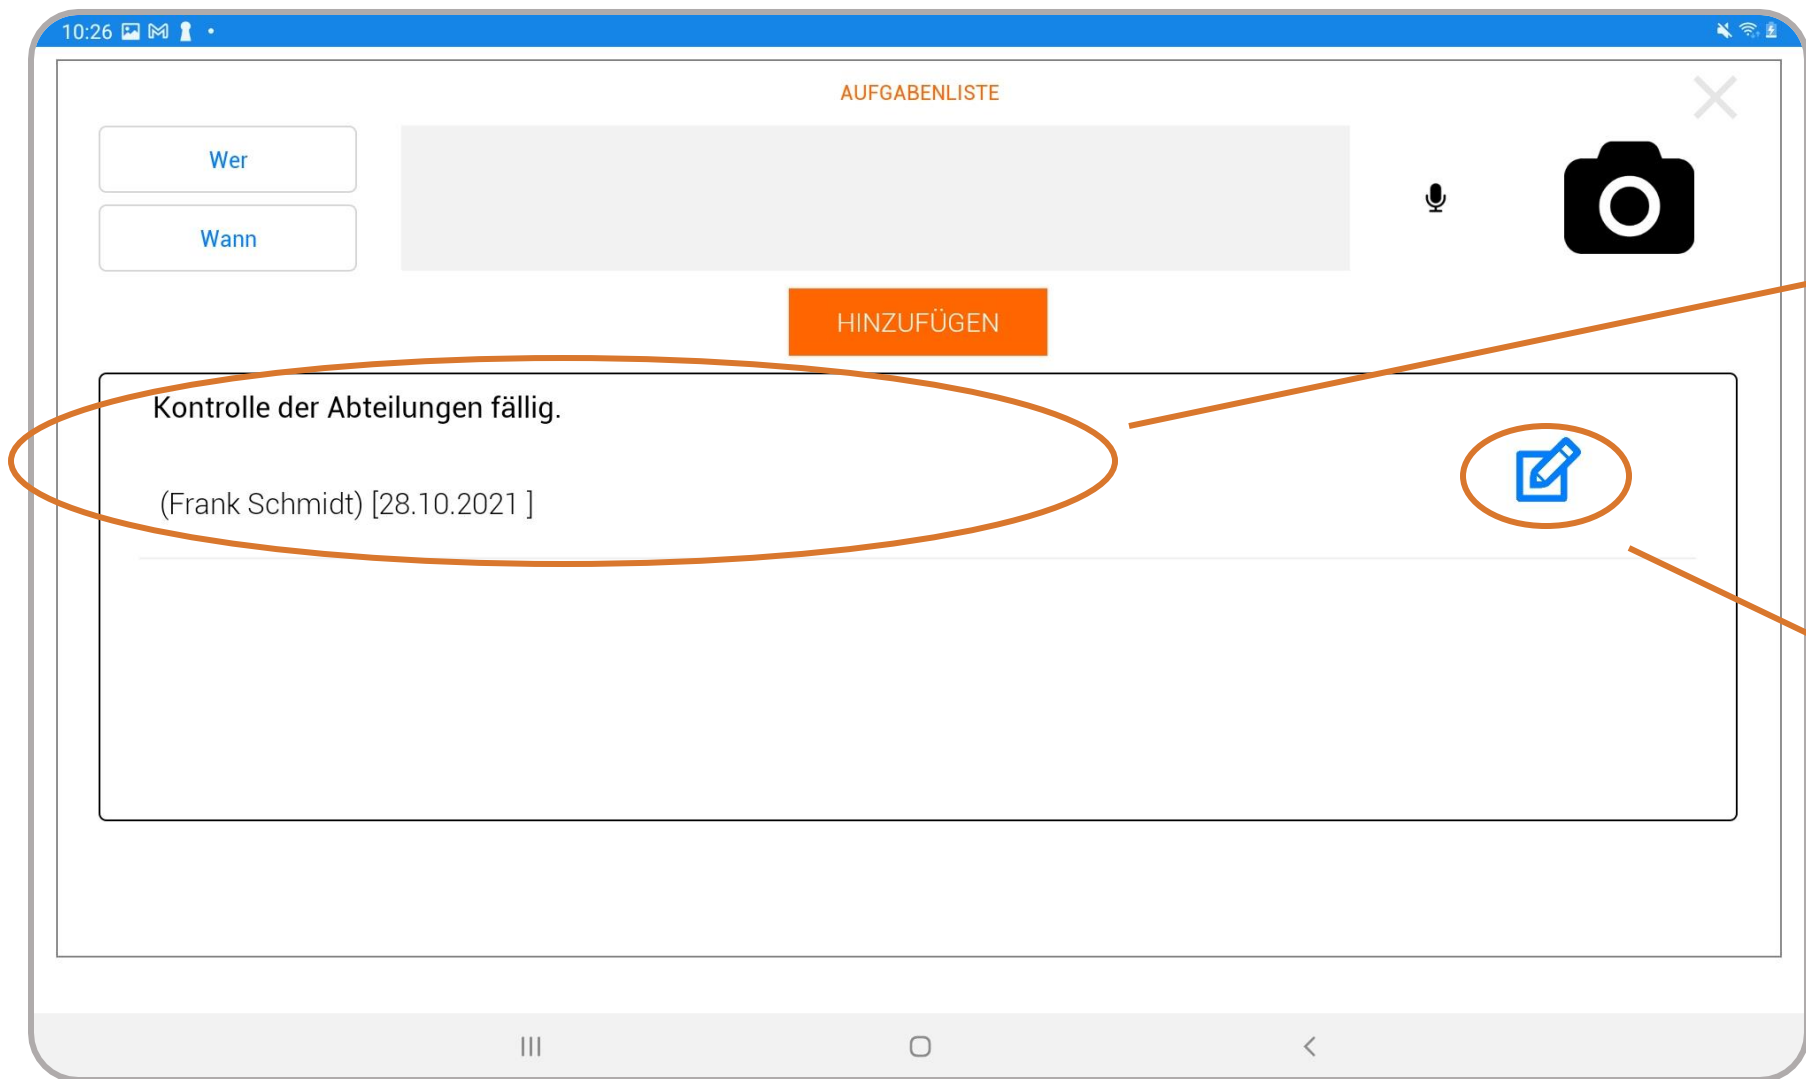 10:26
AUFGABENLISTE
Wer
Wann
HINZUFÜGEN
Kontrolle der Abteilungen fällig.
(Frank Schmidt) [28.10.2021 ]